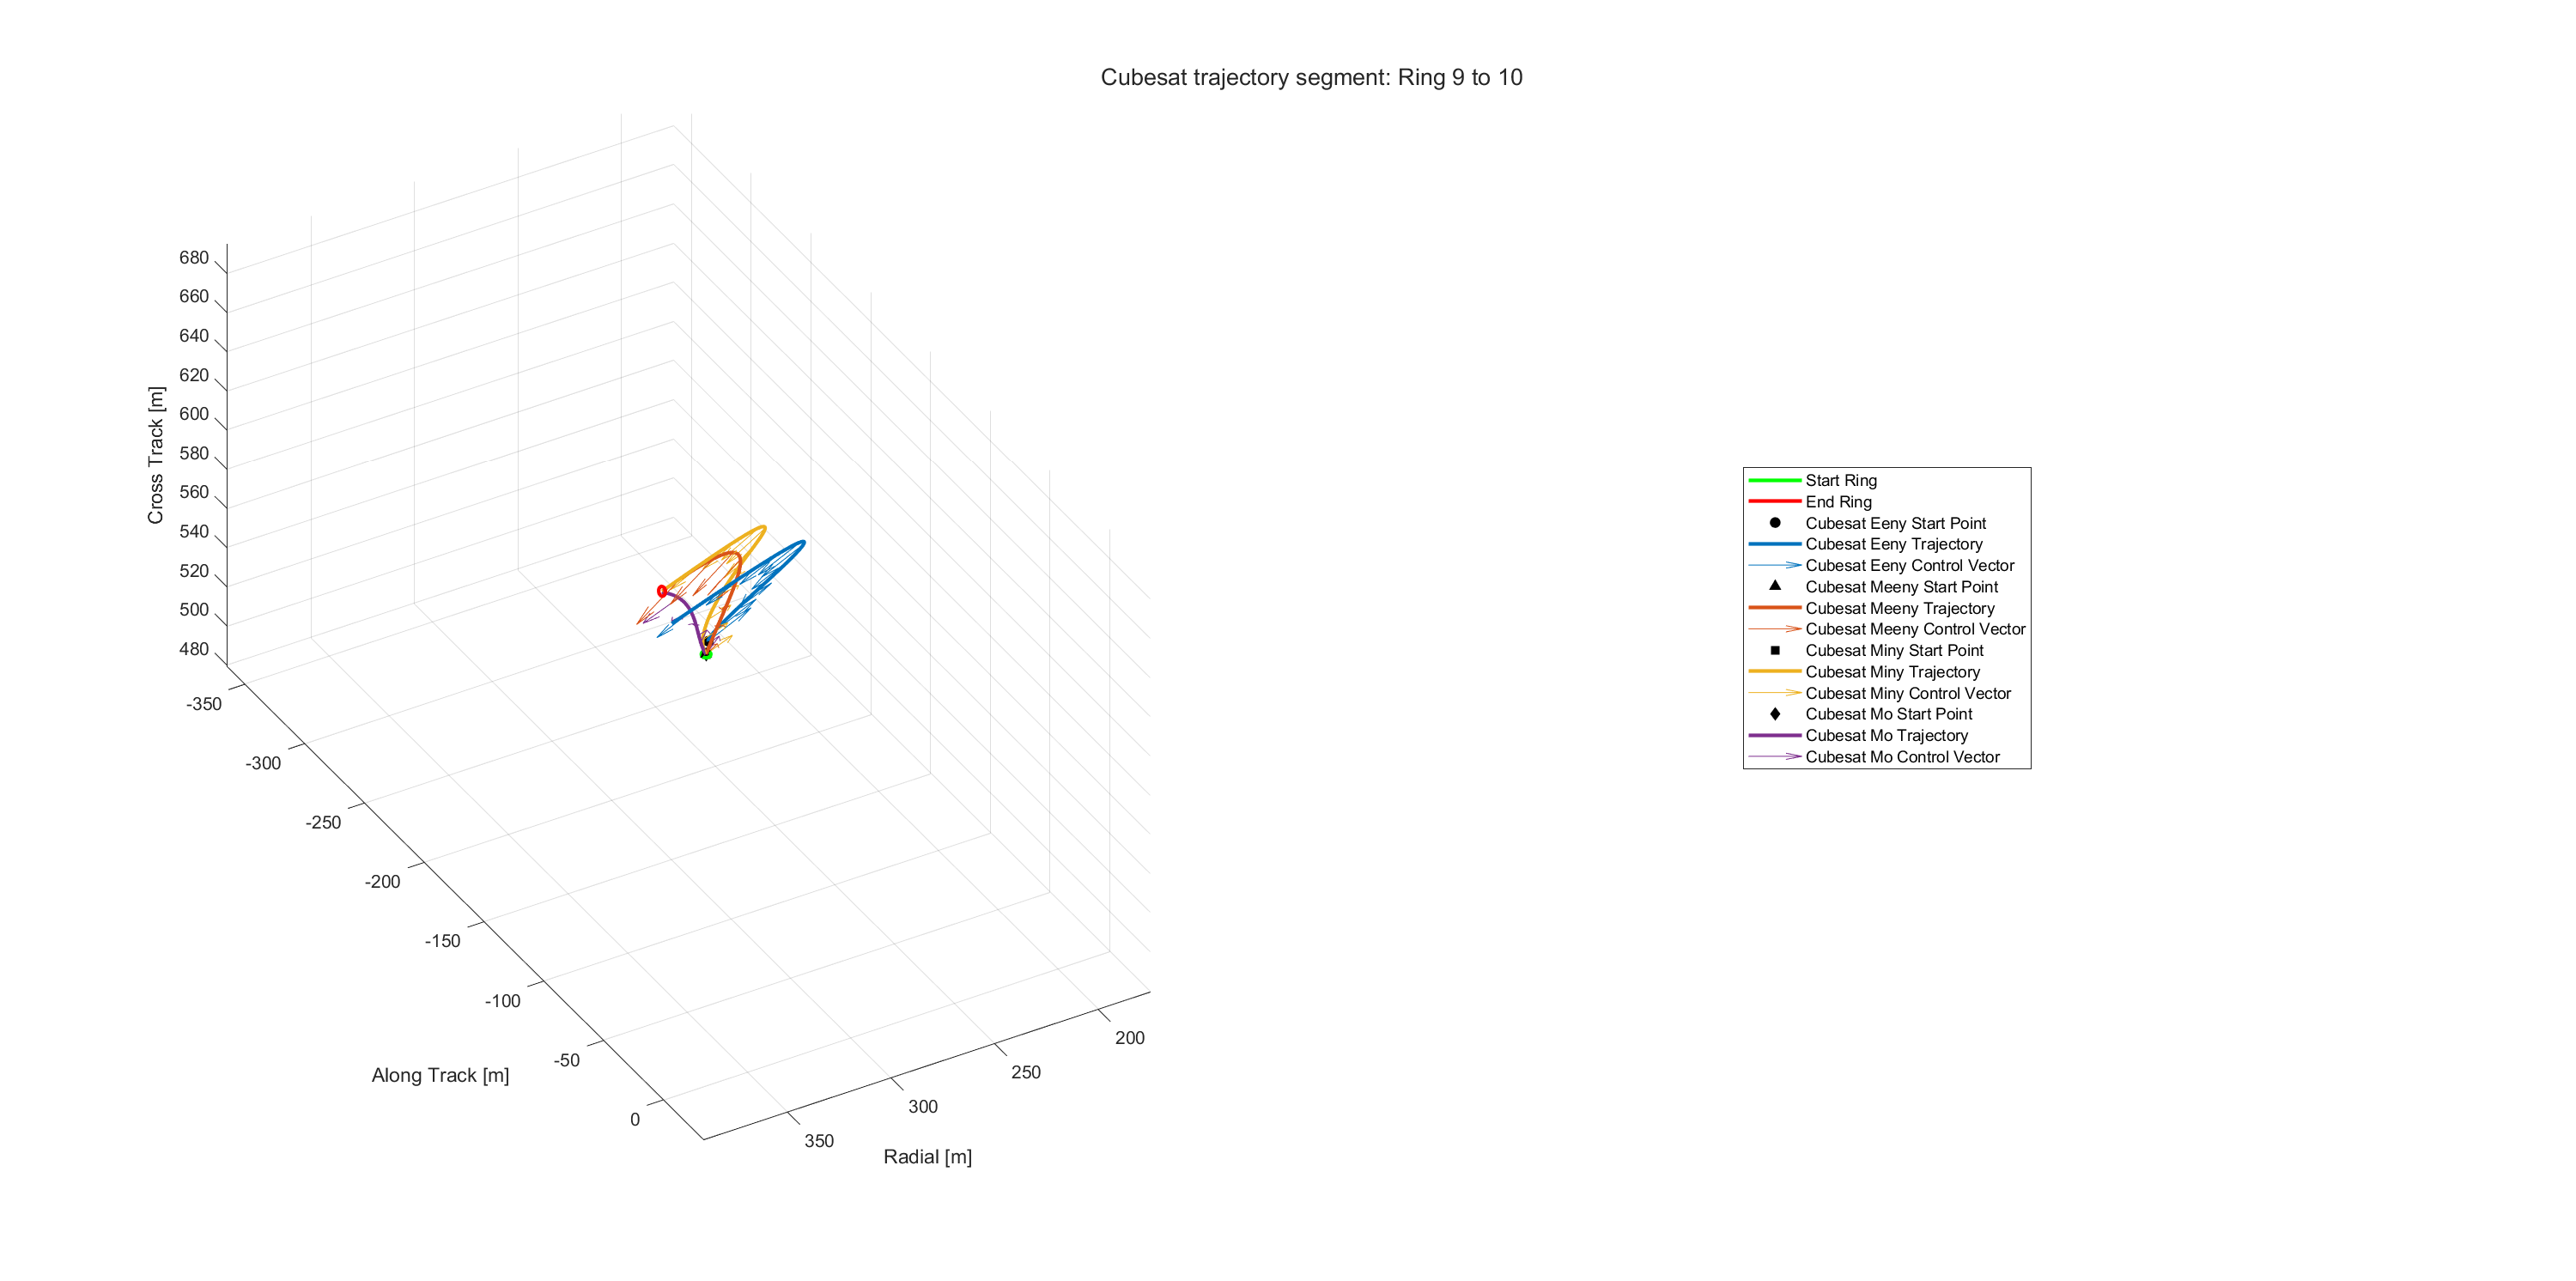 Cubesat trajectory segment: Ring 9 to 10
680
660
640
620
600
580
560
540
520
500
480
Cross Track [m]
-350
-300
-250
-200
-150
-100
-50
0
Along Track [m]
200
250
300
350
Radial [m]
Start Ring
End Ring
Cubesat Eeny Start Point
Cubesat Eeny Trajectory
Cubesat Eeny Control Vector
Cubesat Meeny Start Point
Cubesat Meeny Trajectory
Cubesat Meeny Control Vector
Cubesat Miny Start Point
Cubesat Miny Trajectory
Cubesat Miny Control Vector
Cubesat Mo Start Point
Cubesat Mo Trajectory
Cubesat Mo Control Vector